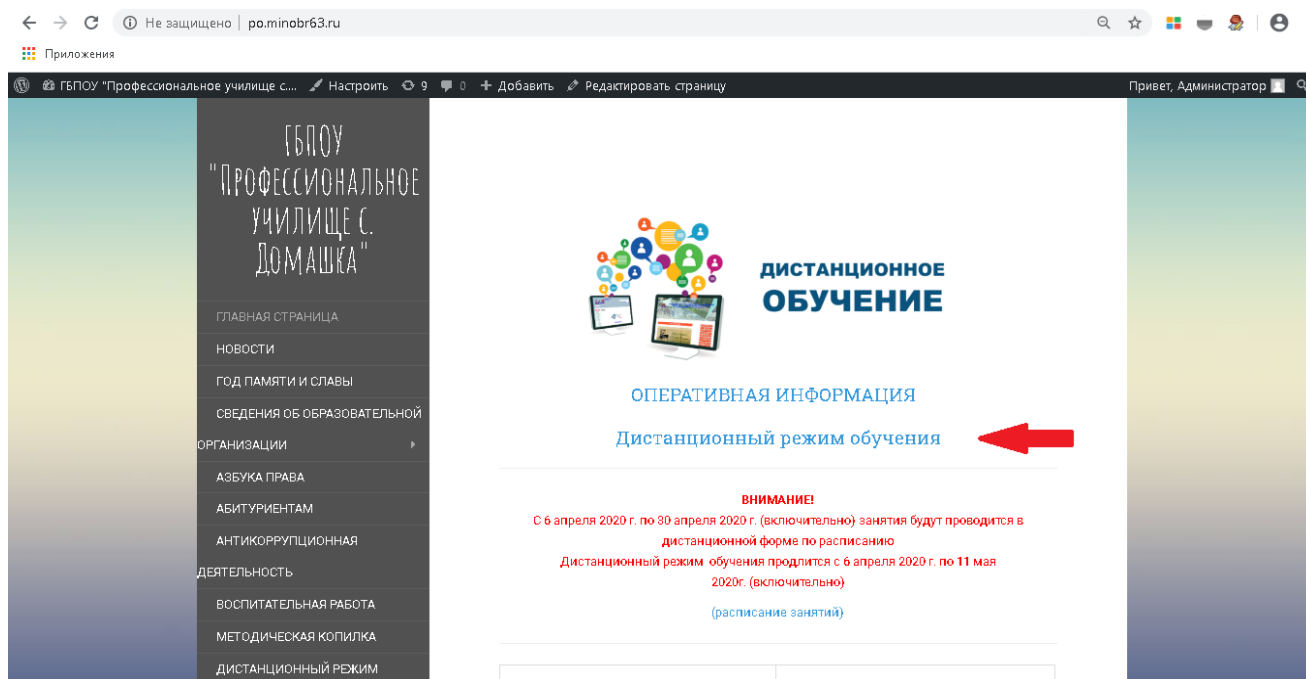 Не защищено | po.minobr63.ru
Приложения
ГБПОУ "Профессиональное училище с.... Настроить 9 0 + Добавить Редактировать страницу Привет, Администратор
ГБПОУ
"Профессиональное
училище с.
Домашка"
ГЛАВНАЯ СТРАНИЦА
НОВОСТИ
ГОД ПАМЯТИ И СЛАВЫ
СВЕДЕНИЯ ОБ ОБРАЗОВАТЕЛЬНОЙ
ОРГАНИЗАЦИИ
АЗБУКА ПРАВА
АБИТУРИЕНТАМ
АНТИКОРРУПЦИОННАЯ
ДЕЯТЕЛЬНОСТЬ
ВОСПИТАТЕЛЬНАЯ РАБОТА
МЕТОДИЧЕСКАЯ КОПИЛКА
ДИСТАНЦИОННЫЙ РЕЖИМ
ДИСТАНЦИОННОЕ
ОБУЧЕНИЕ
ОПЕРАТИВНАЯ ИНФОРМАЦИЯ
Дистанционный режим обучения
ВНИМАНИЕ!
С 6 апреля 2020 г. по 30 апреля 2020 г. (включительно) занятия будут проводится в
дистанционной форме по расписанию
Дистанционный режим обучения продлится с 6 апреля 2020 г. по 11 мая
2020г. (включительно)
(расписание занятий)